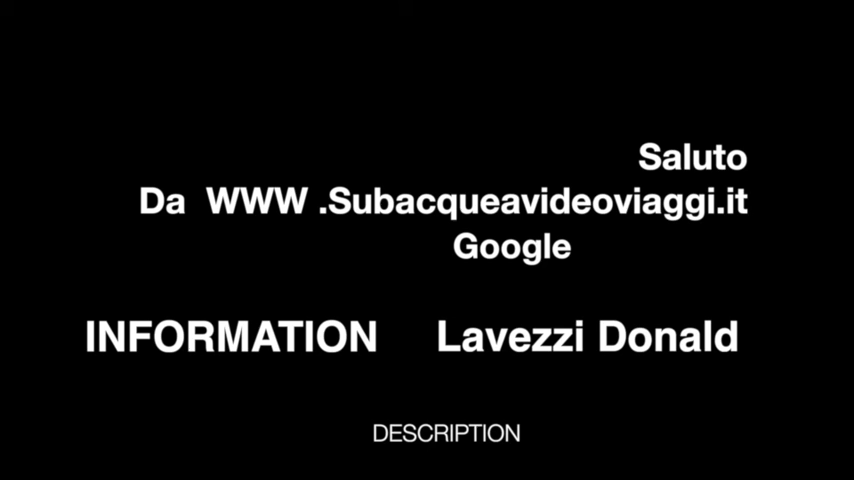 Saluto
Da WWW .Subacqueavideoviaggi.it
Google
INFORMATION Lavezzi Donald
DESCRIPTION